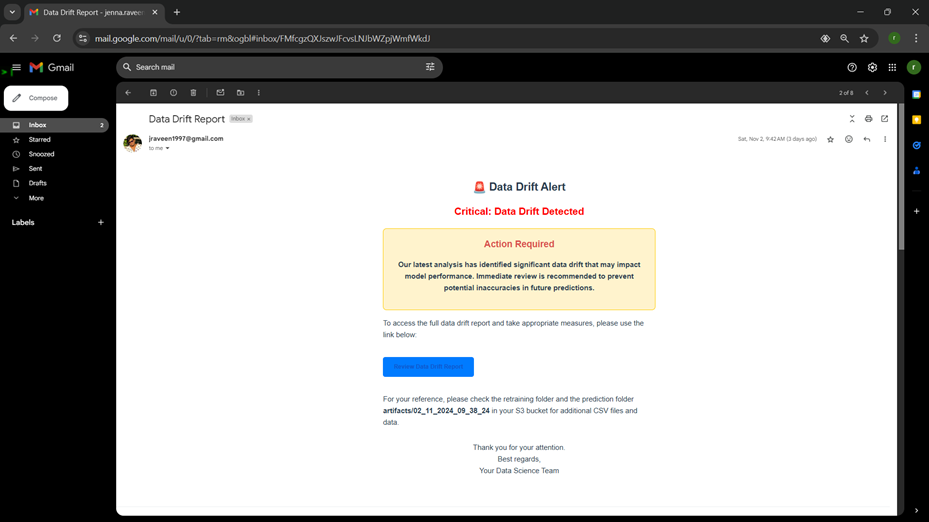 Data Drift Report - jenna.raveen
mail.google.com/mail/u/0/?tab=rm&ogbl#inbox/FMfcgzQXJszwJFcvsLNJbWZpjWmfWkdJ
r
Gmail
Search mail
r
Compose
2 of 8
Inbox 2
Starred
Snoozed
Sent
Drafts
More
Labels
Data Drift Report Inbox x
jraveen1997@gmail.com
Sat, Nov 2, 9:42AM (3 days ago)
to me
Data Drift Alert
Critical: Data Drift Detected
Action Required
Our latest analysis has identified significant data drift that may impact
model performance. Immediate review is recommended to prevent
potential inaccuracies in future predictions.
To access the full data drift report and take appropriate measures, please use the
link below:
Review Data Drift Report
For your reference, please check the retraining folder and the prediction folder
artifacts/02_11_2024_09_38_24 in your S3 bucket for additional CSV files and
data.
Thank you for your attention.
Best regards,
Your Data Science Team